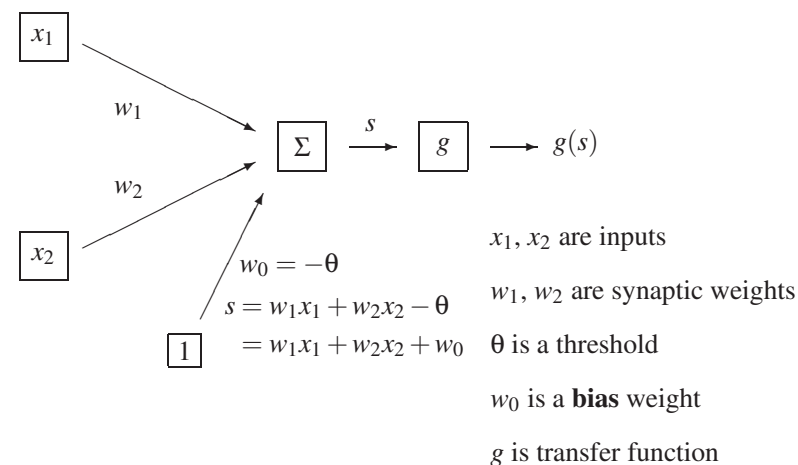 x₁
w₁
Σ
s
g
g(s)
w₂
x₂
w₀ = −θ
s = w₁x₁ + w₂x₂ − θ
= w₁x₁ + w₂x₂ + w₀
1
x₁, x₂ are inputs
w₁, w₂ are synaptic weights
θ is a threshold
w₀ is a bias weight
g is transfer function